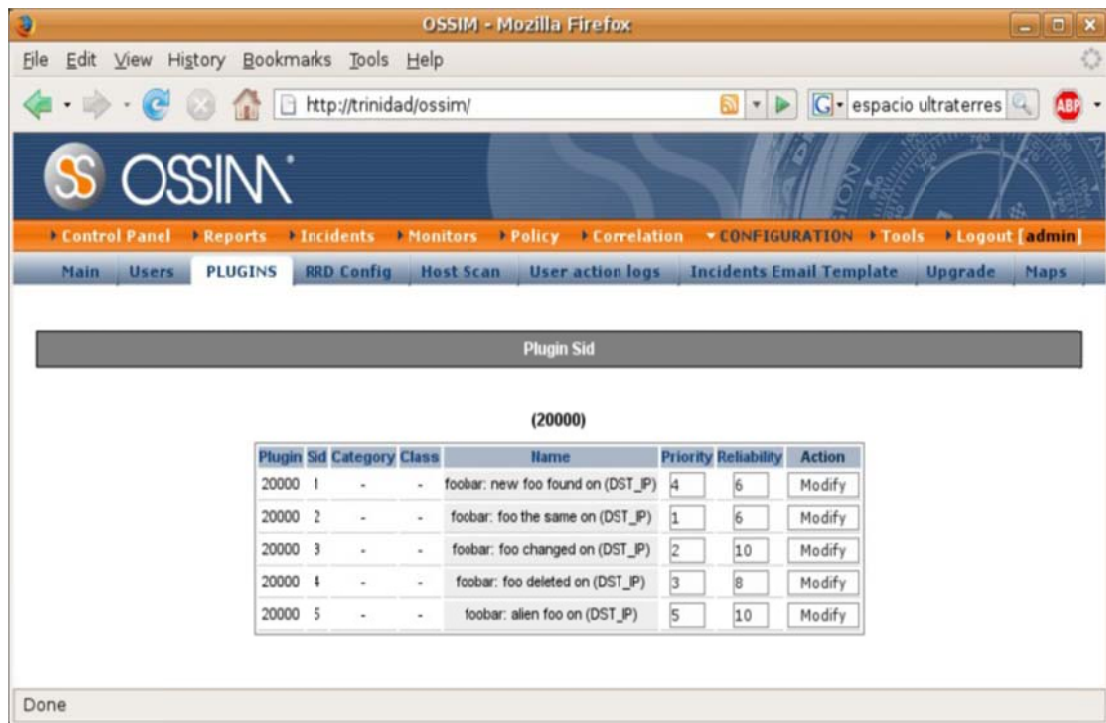 OSSIM - Mozilla Firefox
File Edit View History Bookmarks Tools Help
http://trinidad/ossim/ G espacio ultraterres ABP
OSSIM
Control Panel Reports Incidents Monitors Policy Correlation CONFIGURATION Tools Logout [admin]
Main Users PLUGINS RRD Config Host Scan User action logs Incidents Email Template Upgrade Maps
Plugin Sid
(20000)
Plugin Sid Category Class Name Priority Reliability Action
20000 1 - - foobar: new foo found on (DST_IP) 4 6 Modify
20000 2 - - foobar: foo the same on (DST_IP) 1 6 Modify
20000 3 - - foobar: foo changed on (DST_IP) 2 10 Modify
20000 4 - - foobar: foo deleted on (DST_IP) 3 8 Modify
20000 5 - - foobar: alien foo on (DST_IP) 5 10 Modify
Done